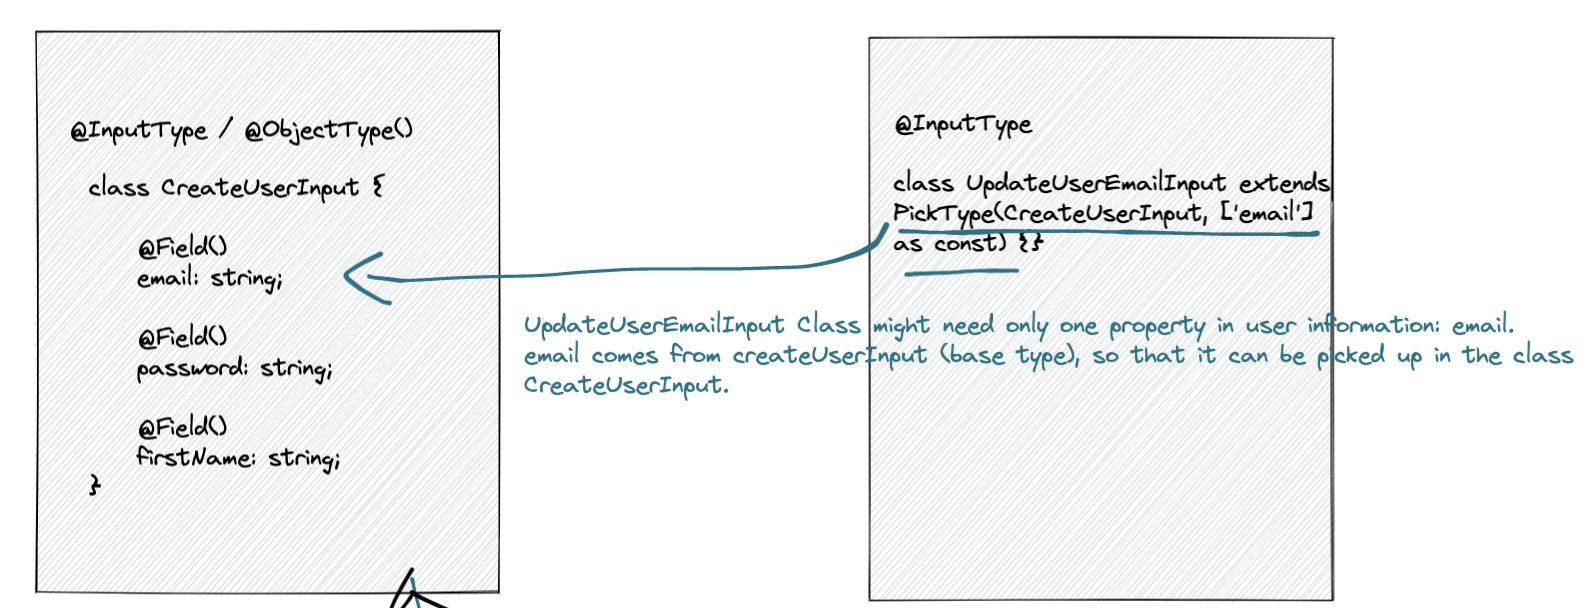 @InputType / @ObjectType()
class CreateUserInput {
@Field()
email: string;
@Field()
password: string;
@Field()
firstName: string;
}
@InputType
class UpdateUserEmailInput extends
PickType(CreateUserInput, ['email']
as const) {}
UpdateUserEmailInput Class might need only one property in user information: email.
email comes from createUserInput (base type), so that it can be picked up in the class
CreateUserInput.